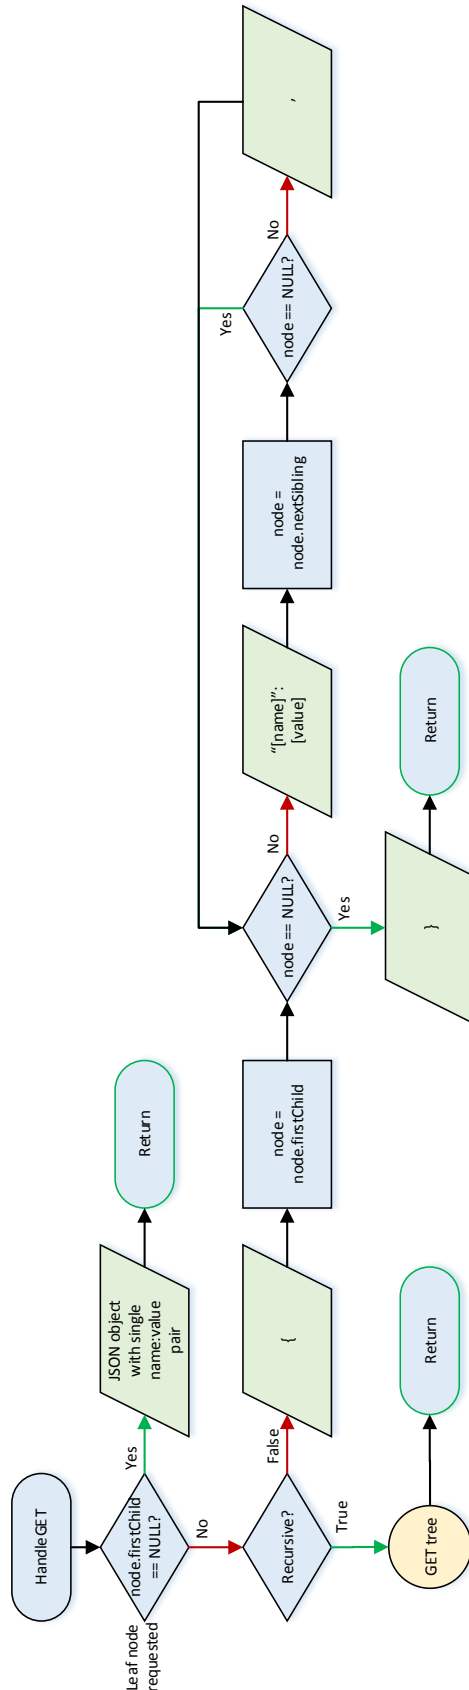 HandleGET
Leaf node
requested
node.firstChild
== NULL?
Yes
JSON object
with single
name:value
pair
Return
No
Recursive?
False
{
node =
node.firstChild
node == NULL?
No
“[name]”:
[value]
node =
node.nextSibling
node == NULL?
Yes
No
,
Yes
}
Return
True
GET tree
Return